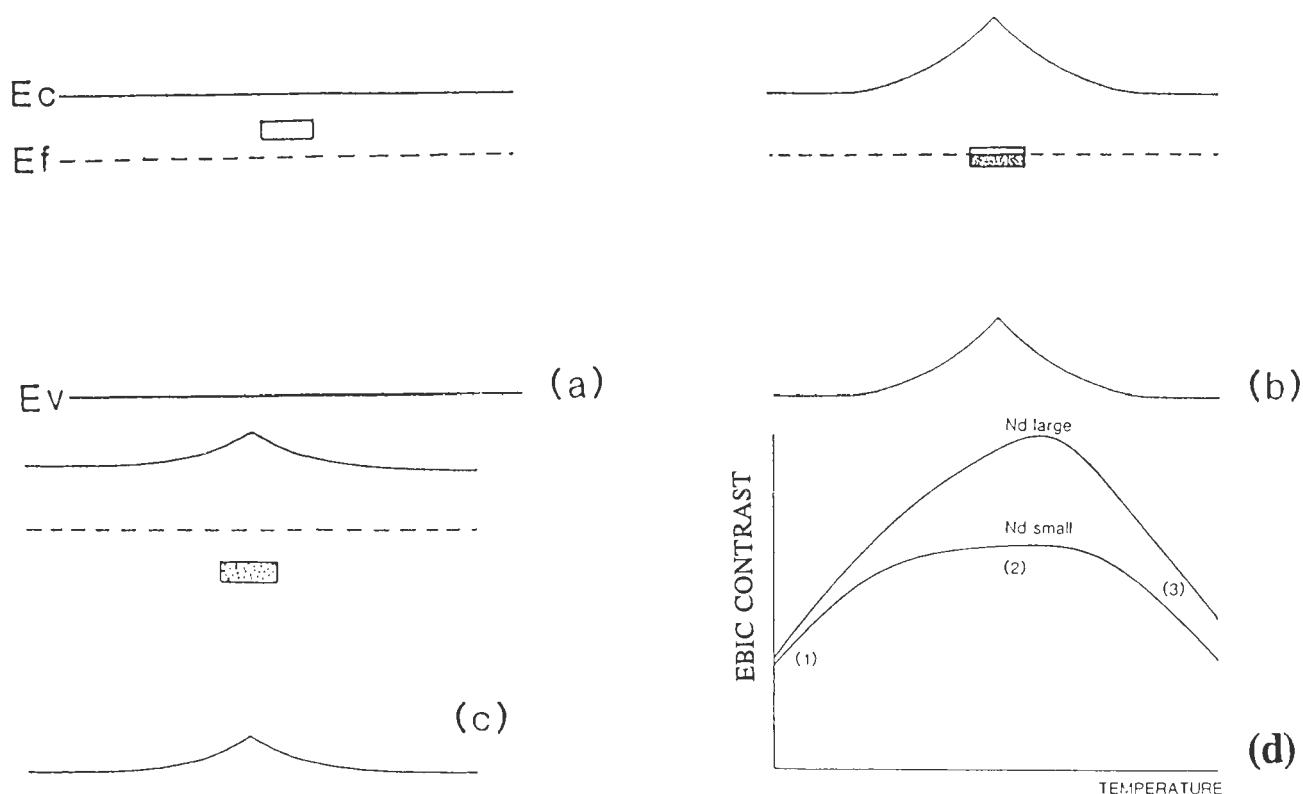 Ec
Ef
Ev
(a)
(b)
(c)
Nd large
Nd small
(1)
(2)
(3)
EBIC CONTRAST
TEMPERATURE
(d)